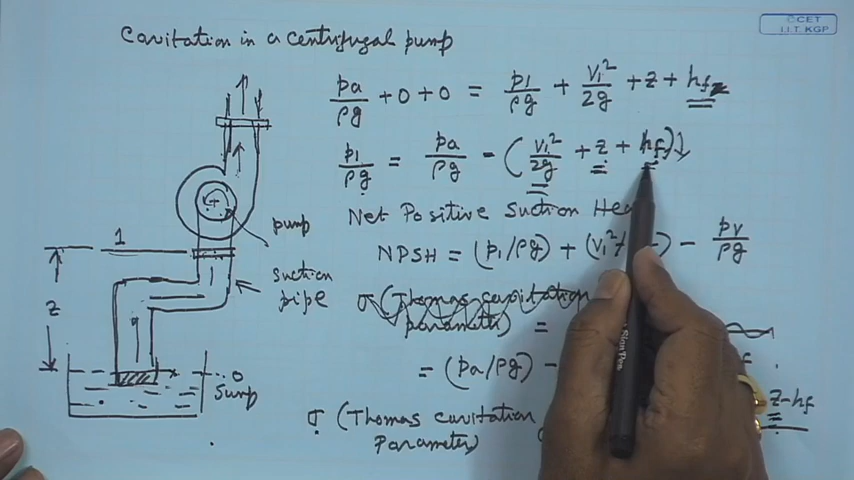 ©CET
I.I.T. KGP
Cavitation in a centrifugal pump
pa/ρg + 0 + 0 = p1/ρg + V1²/2g + z + hf
p1/ρg = pa/ρg - (V1²/2g + z + hf)↓
Net Positive Suction He
NPSH = (p1/ρg) + (V1²/ ) - pv/ρg
σ (Thomas cavitation
parameter) =
= (pa/ρg) -
σ (Thomas cavitation
Parameter)
z-hf
1
pump
suction
pipe
z
0
Sump